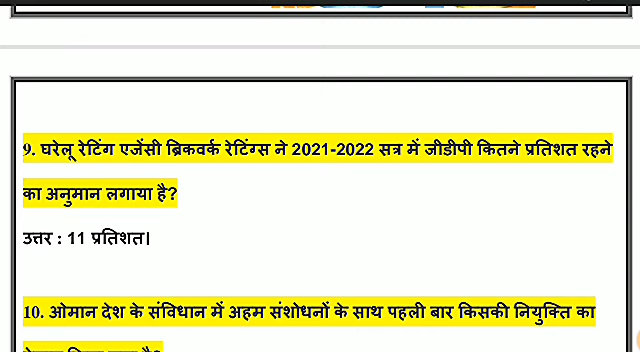 9. घरेलू रेटिंग एजेंसी ब्रिकवर्क रेटिंग्स ने 2021-2022 सत्र में जीडीपी कितने प्रतिशत रहने
का अनुमान लगाया है?
उत्तर : 11 प्रतिशत।
10. ओमान देश के संविधान में अहम संशोधनों के साथ पहली बार किसकी नियुक्ति का